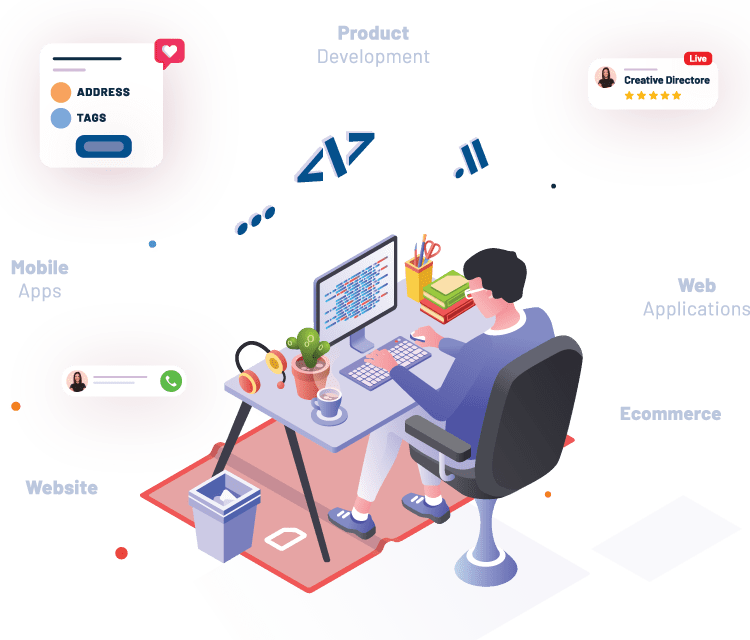 Product
Development
Live
Creative Directore
ADDRESS
TAGS
</>
Mobile
Apps
Web
Applications
Ecommerce
Website